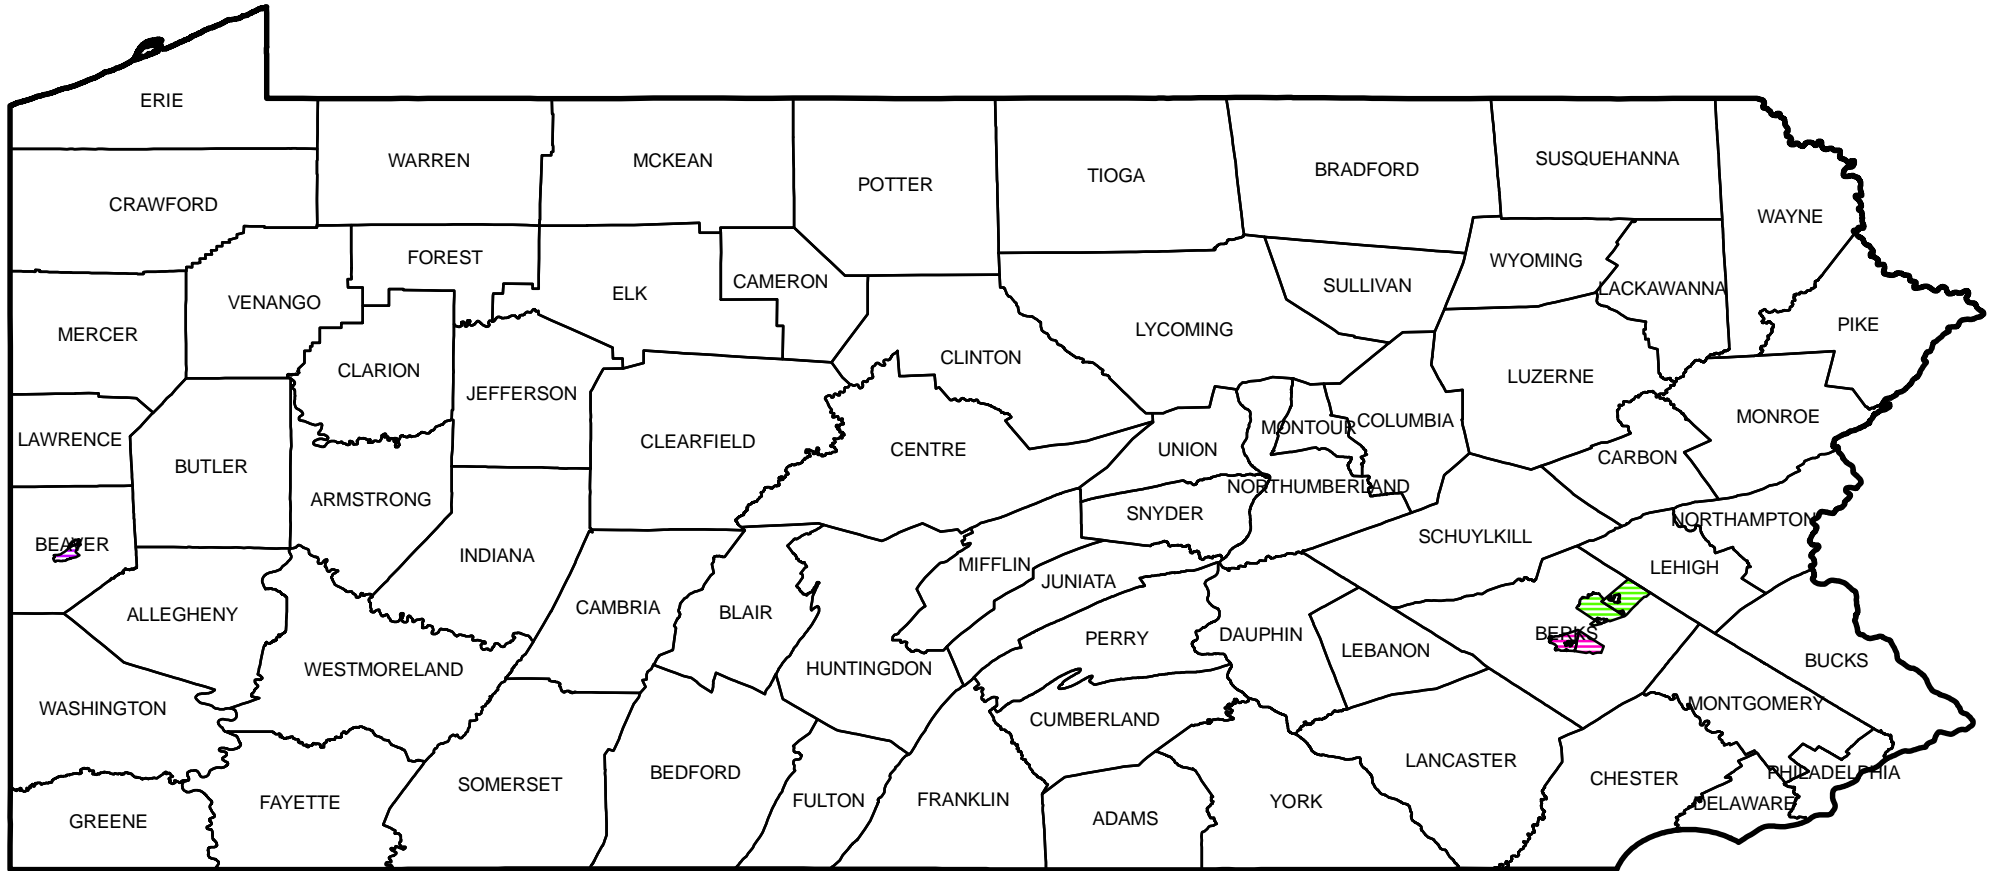 ERIE
WARREN
MCKEAN
POTTER
TIOGA
BRADFORD
SUSQUEHANNA
WAYNE
CRAWFORD
FOREST
ELK
CAMERON
WYOMING
LACKAWANNA
VENANGO
SULLIVAN
PIKE
MERCER
LYCOMING
CLARION
CLINTON
LUZERNE
JEFFERSON
MONROE
LAWRENCE
BUTLER
CLEARFIELD
CENTRE
UNION
MONTOUR
COLUMBIA
CARBON
ARMSTRONG
NORTHUMBERLAND
SNYDER
NORTHAMPTON
BEAVER
INDIANA
MIFFLIN
JUNIATA
SCHUYLKILL
LEHIGH
ALLEGHENY
CAMBRIA
BLAIR
PERRY
DAUPHIN
LEBANON
BERKS
WESTMORELAND
HUNTINGDON
BUCKS
WASHINGTON
CUMBERLAND
MONTGOMERY
GREENE
FAYETTE
SOMERSET
BEDFORD
FULTON
FRANKLIN
ADAMS
YORK
LANCASTER
CHESTER
PHILADELPHIA
DELAWARE